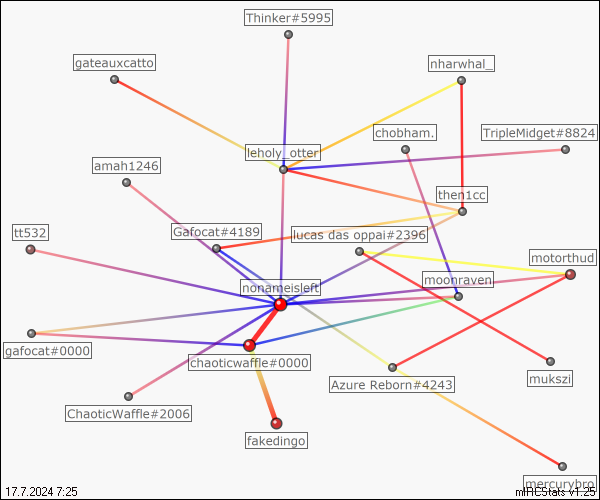 Thinker#5995
gateauxcatto
nharwhal_
chobham.
TripleMidget#8824
leholy_otter
amah1246
then1cc
tt532
Gafocat#4189
lucas das oppai#2396
motorthud
nonameisleft
moonraven
gafocat#0000
chaoticwaffle#0000
mukszi
Azure Reborn#4243
ChaoticWaffle#2006
fakedingo
mercurybro
17.7.2024 7:25
mIRCStats v1.25